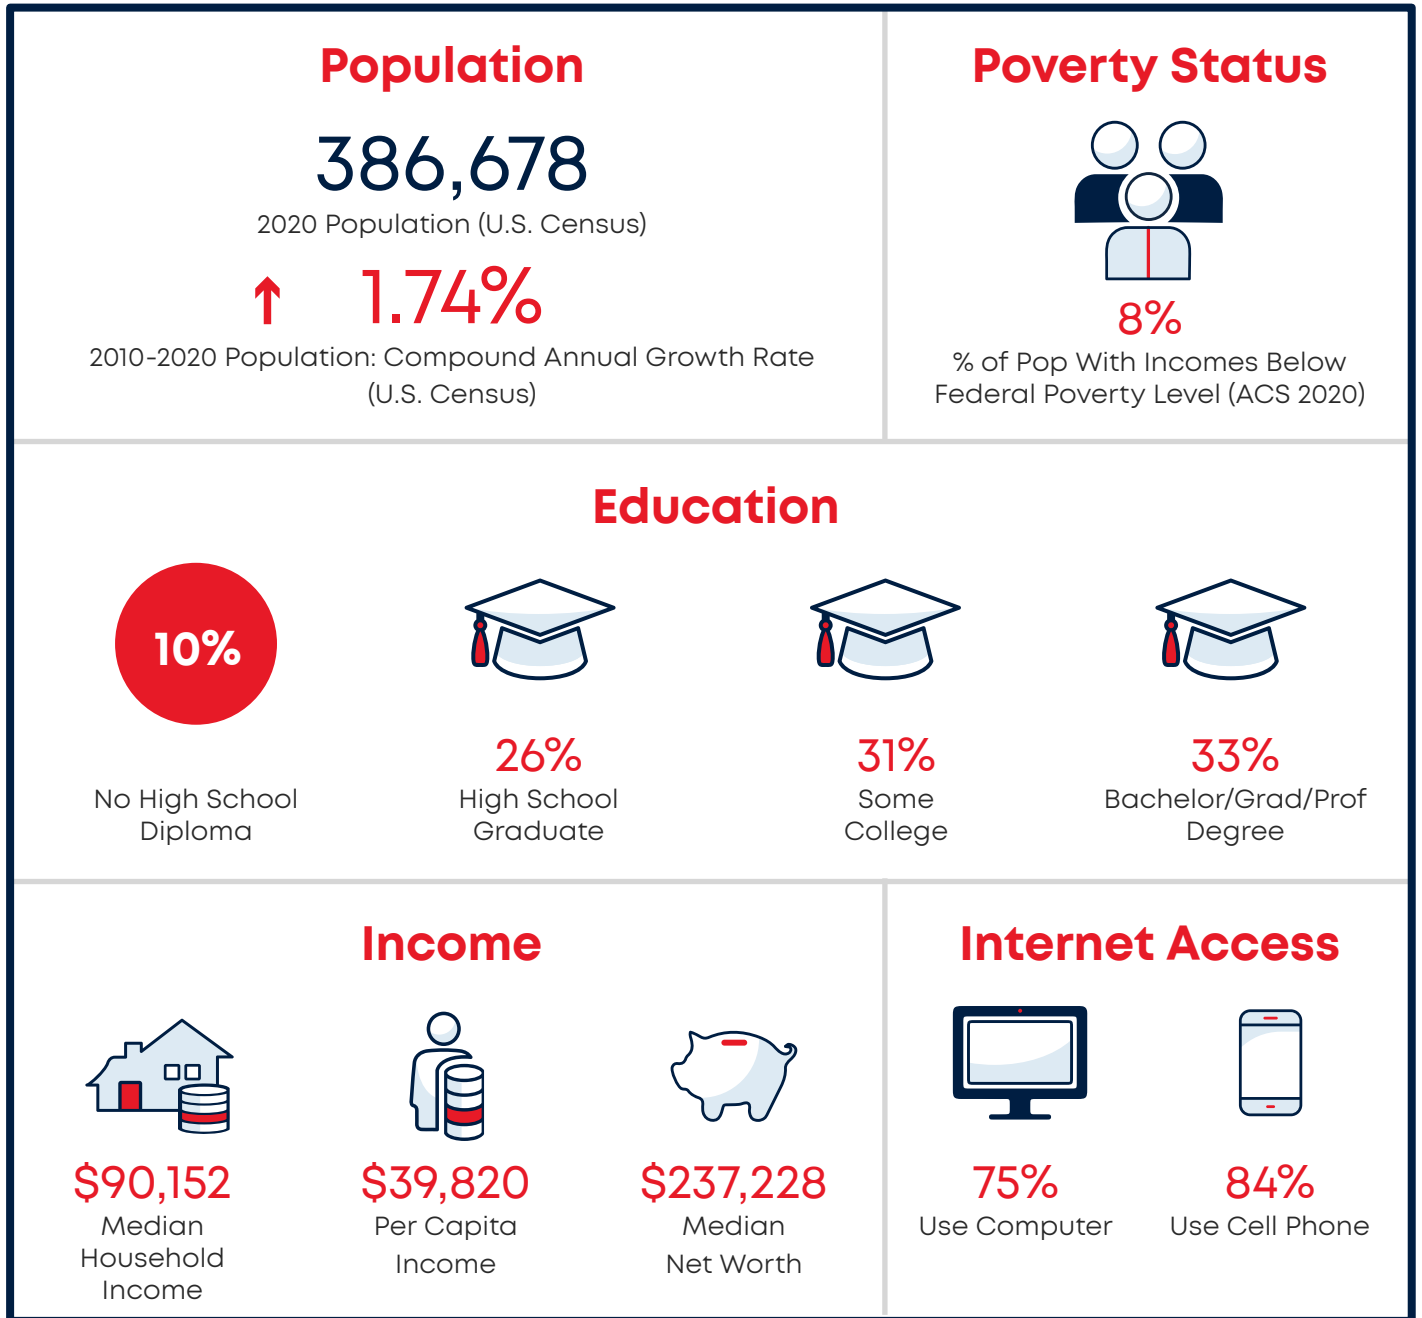 Population
386,678
2020 Population (U.S. Census)
↑ 1.74%
2010-2020 Population: Compound Annual Growth Rate
(U.S. Census)
Poverty Status
8%
% of Pop With Incomes Below
Federal Poverty Level (ACS 2020)
Education
10%
No High School
Diploma
26%
High School
Graduate
31%
Some
College
33%
Bachelor/Grad/Prof
Degree
Income
$90,152
Median
Household
Income
$39,820
Per Capita
Income
$237,228
Median
Net Worth
Internet Access
75%
Use Computer
84%
Use Cell Phone